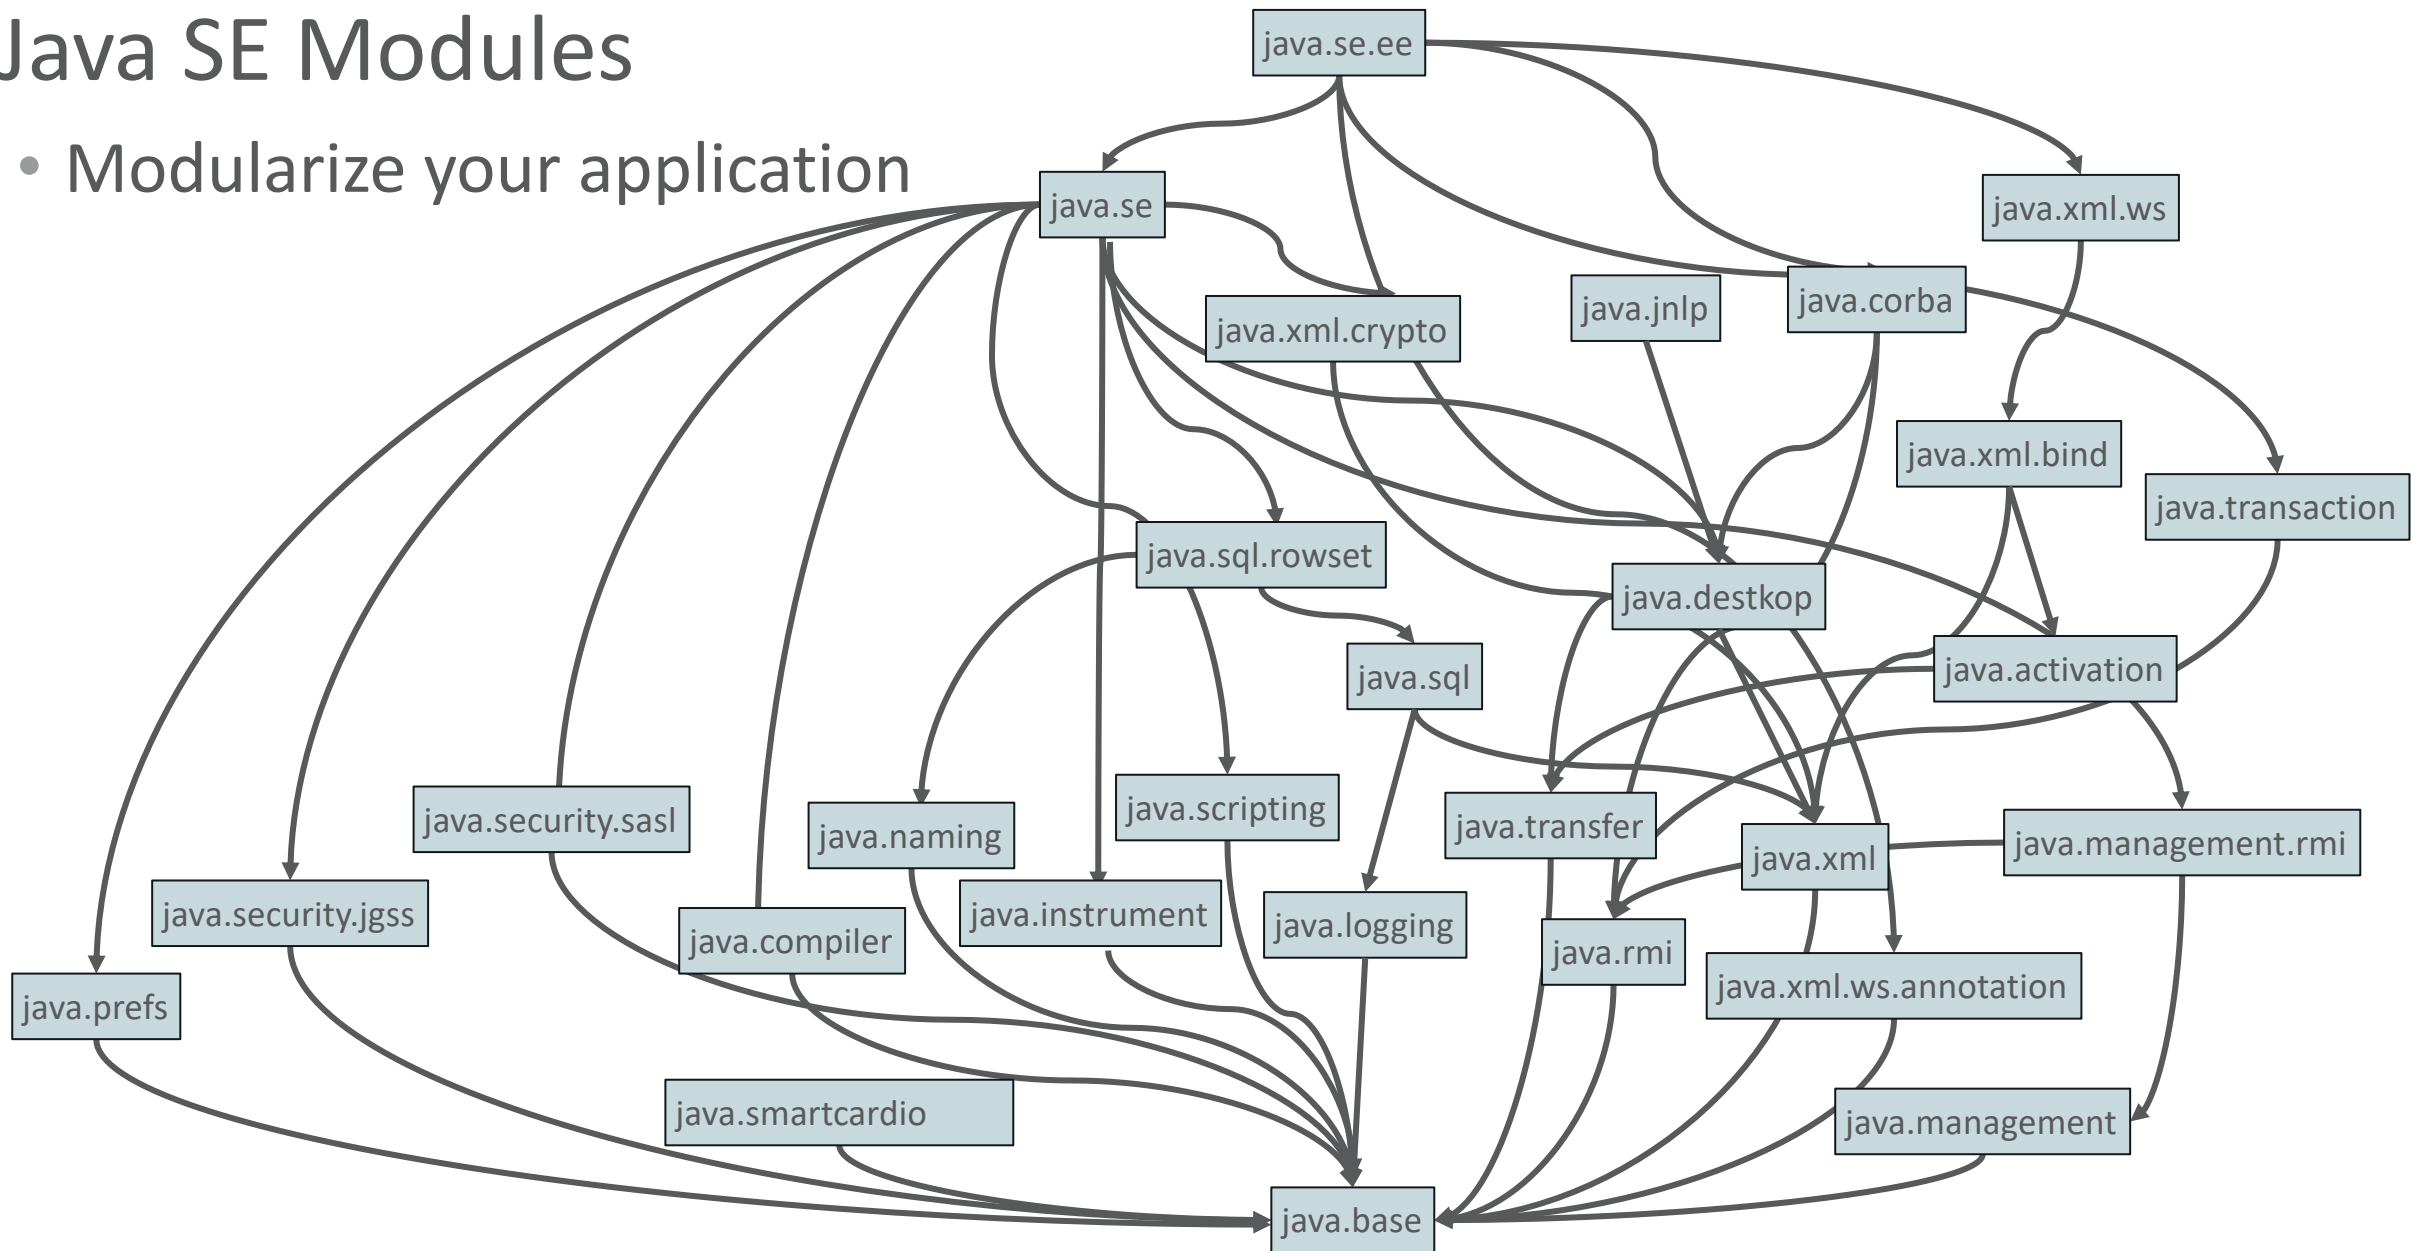 Java SE Modules
• Modularize your application
java.se.ee
java.se
java.xml.ws
java.xml.crypto
java.jnlp
java.corba
java.xml.bind
java.transaction
java.sql.rowset
java.destkop
java.sql
java.activation
java.security.sasl
java.naming
java.scripting
java.transfer
java.xml
java.management.rmi
java.security.jgss
java.compiler
java.instrument
java.logging
java.rmi
java.xml.ws.annotation
java.prefs
java.smartcardio
java.management
java.base